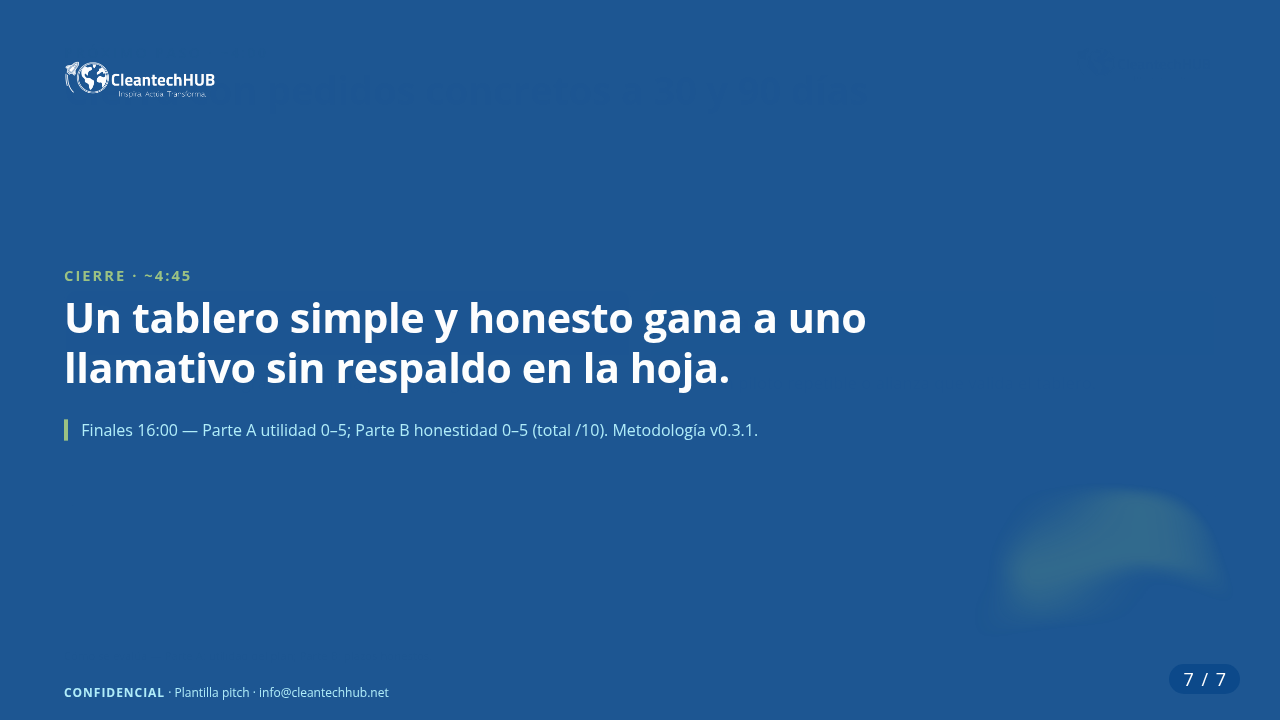 CleantechHUB
Inspira. Actúa. Transforma.
CIERRE · ~4:45
Un tablero simple y honesto gana a uno
llamativo sin respaldo en la hoja.
Finales 16:00 — Parte A utilidad 0–5; Parte B honestidad 0–5 (total /10). Metodología v0.3.1.
CONFIDENCIAL · Plantilla pitch · info@cleantechhub.net
7 / 7